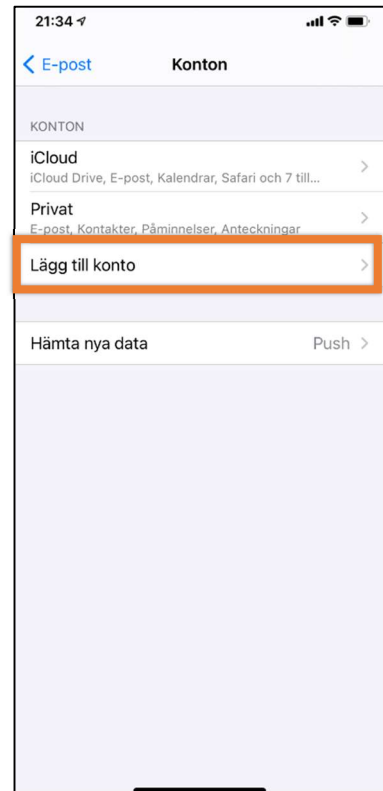 21:34
E-post Konton
KONTON
iCloud
iCloud Drive, E-post, Kalendrar, Safari och 7 till...
Privat
E-post, Kontakter, Påminnelser, Anteckningar
Lägg till konto
Hämta nya data Push